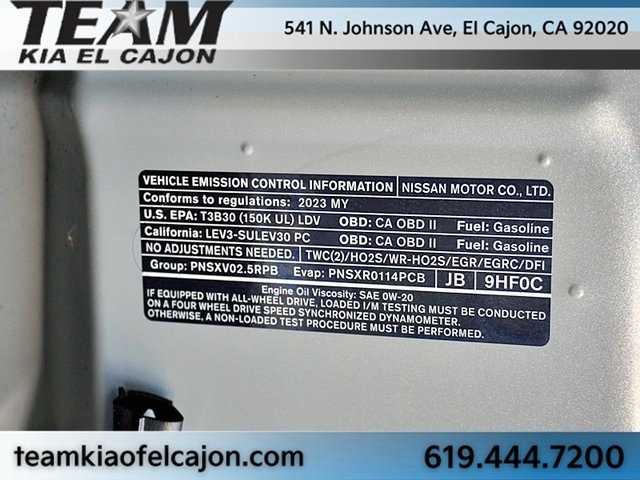 TEAM
KIA EL CAJON
541 N. Johnson Ave, El Cajon, CA 92020
VEHICLE EMISSION CONTROL INFORMATION NISSAN MOTOR CO., LTD.
Conforms to regulations: 2023 MY
U.S. EPA: T3B30 (150K UL) LDV OBD: CA OBD II Fuel: Gasoline
California: LEV3-SULEV30 PC OBD: CA OBD II Fuel: Gasoline
NO ADJUSTMENTS NEEDED. TWC(2)/HO2S/WR-HO2S/EGR/EGRC/DFI
Group: PNSXV02.5RPB Evap: PNSXR0114PCB JB 9HF0C
Engine Oil Viscosity: SAE 0W-20
IF EQUIPPED WITH ALL-WHEEL DRIVE, LOADED I/M TESTING MUST BE CONDUCTED
ON A FOUR WHEEL DRIVE SPEED SYNCHRONIZED DYNAMOMETER.
OTHERWISE, A NON-LOADED TEST PROCEDURE MUST BE PERFORMED.
teamkiaofelcajon.com
619.444.7200